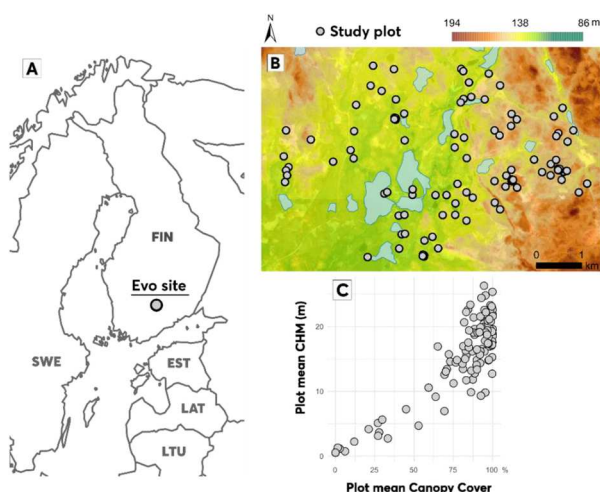 N
Study plot
194 138 86 m
A
B
FIN
Evo site
SWE
EST
LAT
LTU
0 1
km
C
Plot mean CHM (m)
20
10
0
0 25 50 75 100 %
Plot mean Canopy Cover